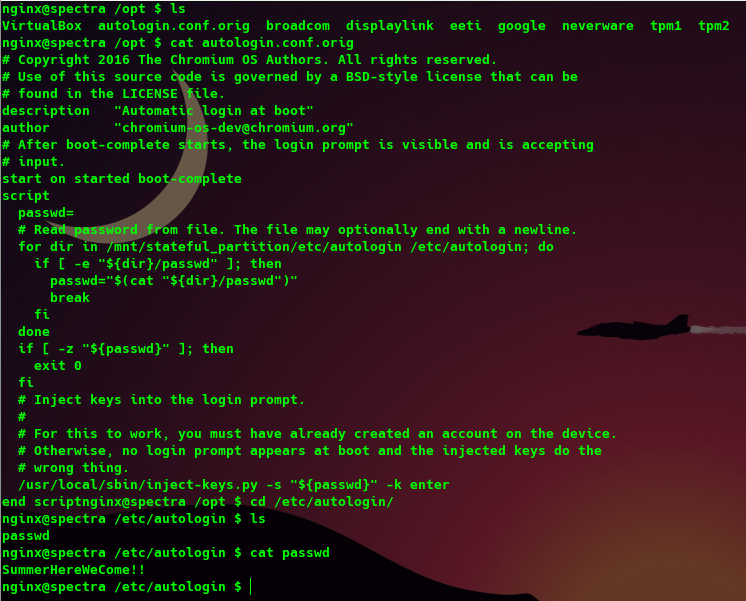 nginx@spectra /opt $ ls
VirtualBox  autologin.conf.orig  broadcom  displaylink  eeti  google  neverware  tpm1  tpm2
nginx@spectra /opt $ cat autologin.conf.orig
# Copyright 2016 The Chromium OS Authors. All rights reserved.
# Use of this source code is governed by a BSD-style license that can be
# found in the LICENSE file.
description   "Automatic login at boot"
author        "chromium-os-dev@chromium.org"
# After boot-complete starts, the login prompt is visible and is accepting
# input.
start on started boot-complete
script
  passwd=
  # Read password from file. The file may optionally end with a newline.
  for dir in /mnt/stateful_partition/etc/autologin /etc/autologin; do
    if [ -e "${dir}/passwd" ]; then
      passwd="$(cat "${dir}/passwd")"
      break
    fi
  done
  if [ -z "${passwd}" ]; then
    exit 0
  fi
  # Inject keys into the login prompt.
  #
  # For this to work, you must have already created an account on the device.
  # Otherwise, no login prompt appears at boot and the injected keys do the
  # wrong thing.
  /usr/local/sbin/inject-keys.py -s "${passwd}" -k enter
end scriptnginx@spectra /opt $ cd /etc/autologin/
nginx@spectra /etc/autologin $ ls
passwd
nginx@spectra /etc/autologin $ cat passwd
SummerHereWeCome!!
nginx@spectra /etc/autologin $